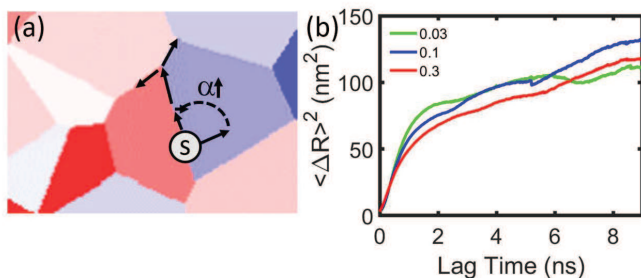 (a)
α↑
S
(b)
0.03
0.1
0.3
<ΔR>² (nm²)
150
100
50
0
0 2 4 6 8
Lag Time (ns)